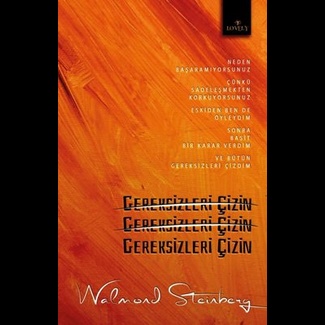 LONCA
NEDEN
BAŞARAMIYORSUNUZ
ÇÜNKÜ
SADELEŞMEKTEN
KORKUYORSUNUZ
ESKİDEN BEN DE
ÖYLEYDİM
SONRA
BASİT
BİR KARAR VERDİM
VE BÜTÜN
GEREKSİZLERİ ÇİZDİM
GEREKSİZLERİ ÇİZİN
GEREKSİZLERİ ÇİZİN
GEREKSİZLERİ ÇİZİN
Walmond Steinberg